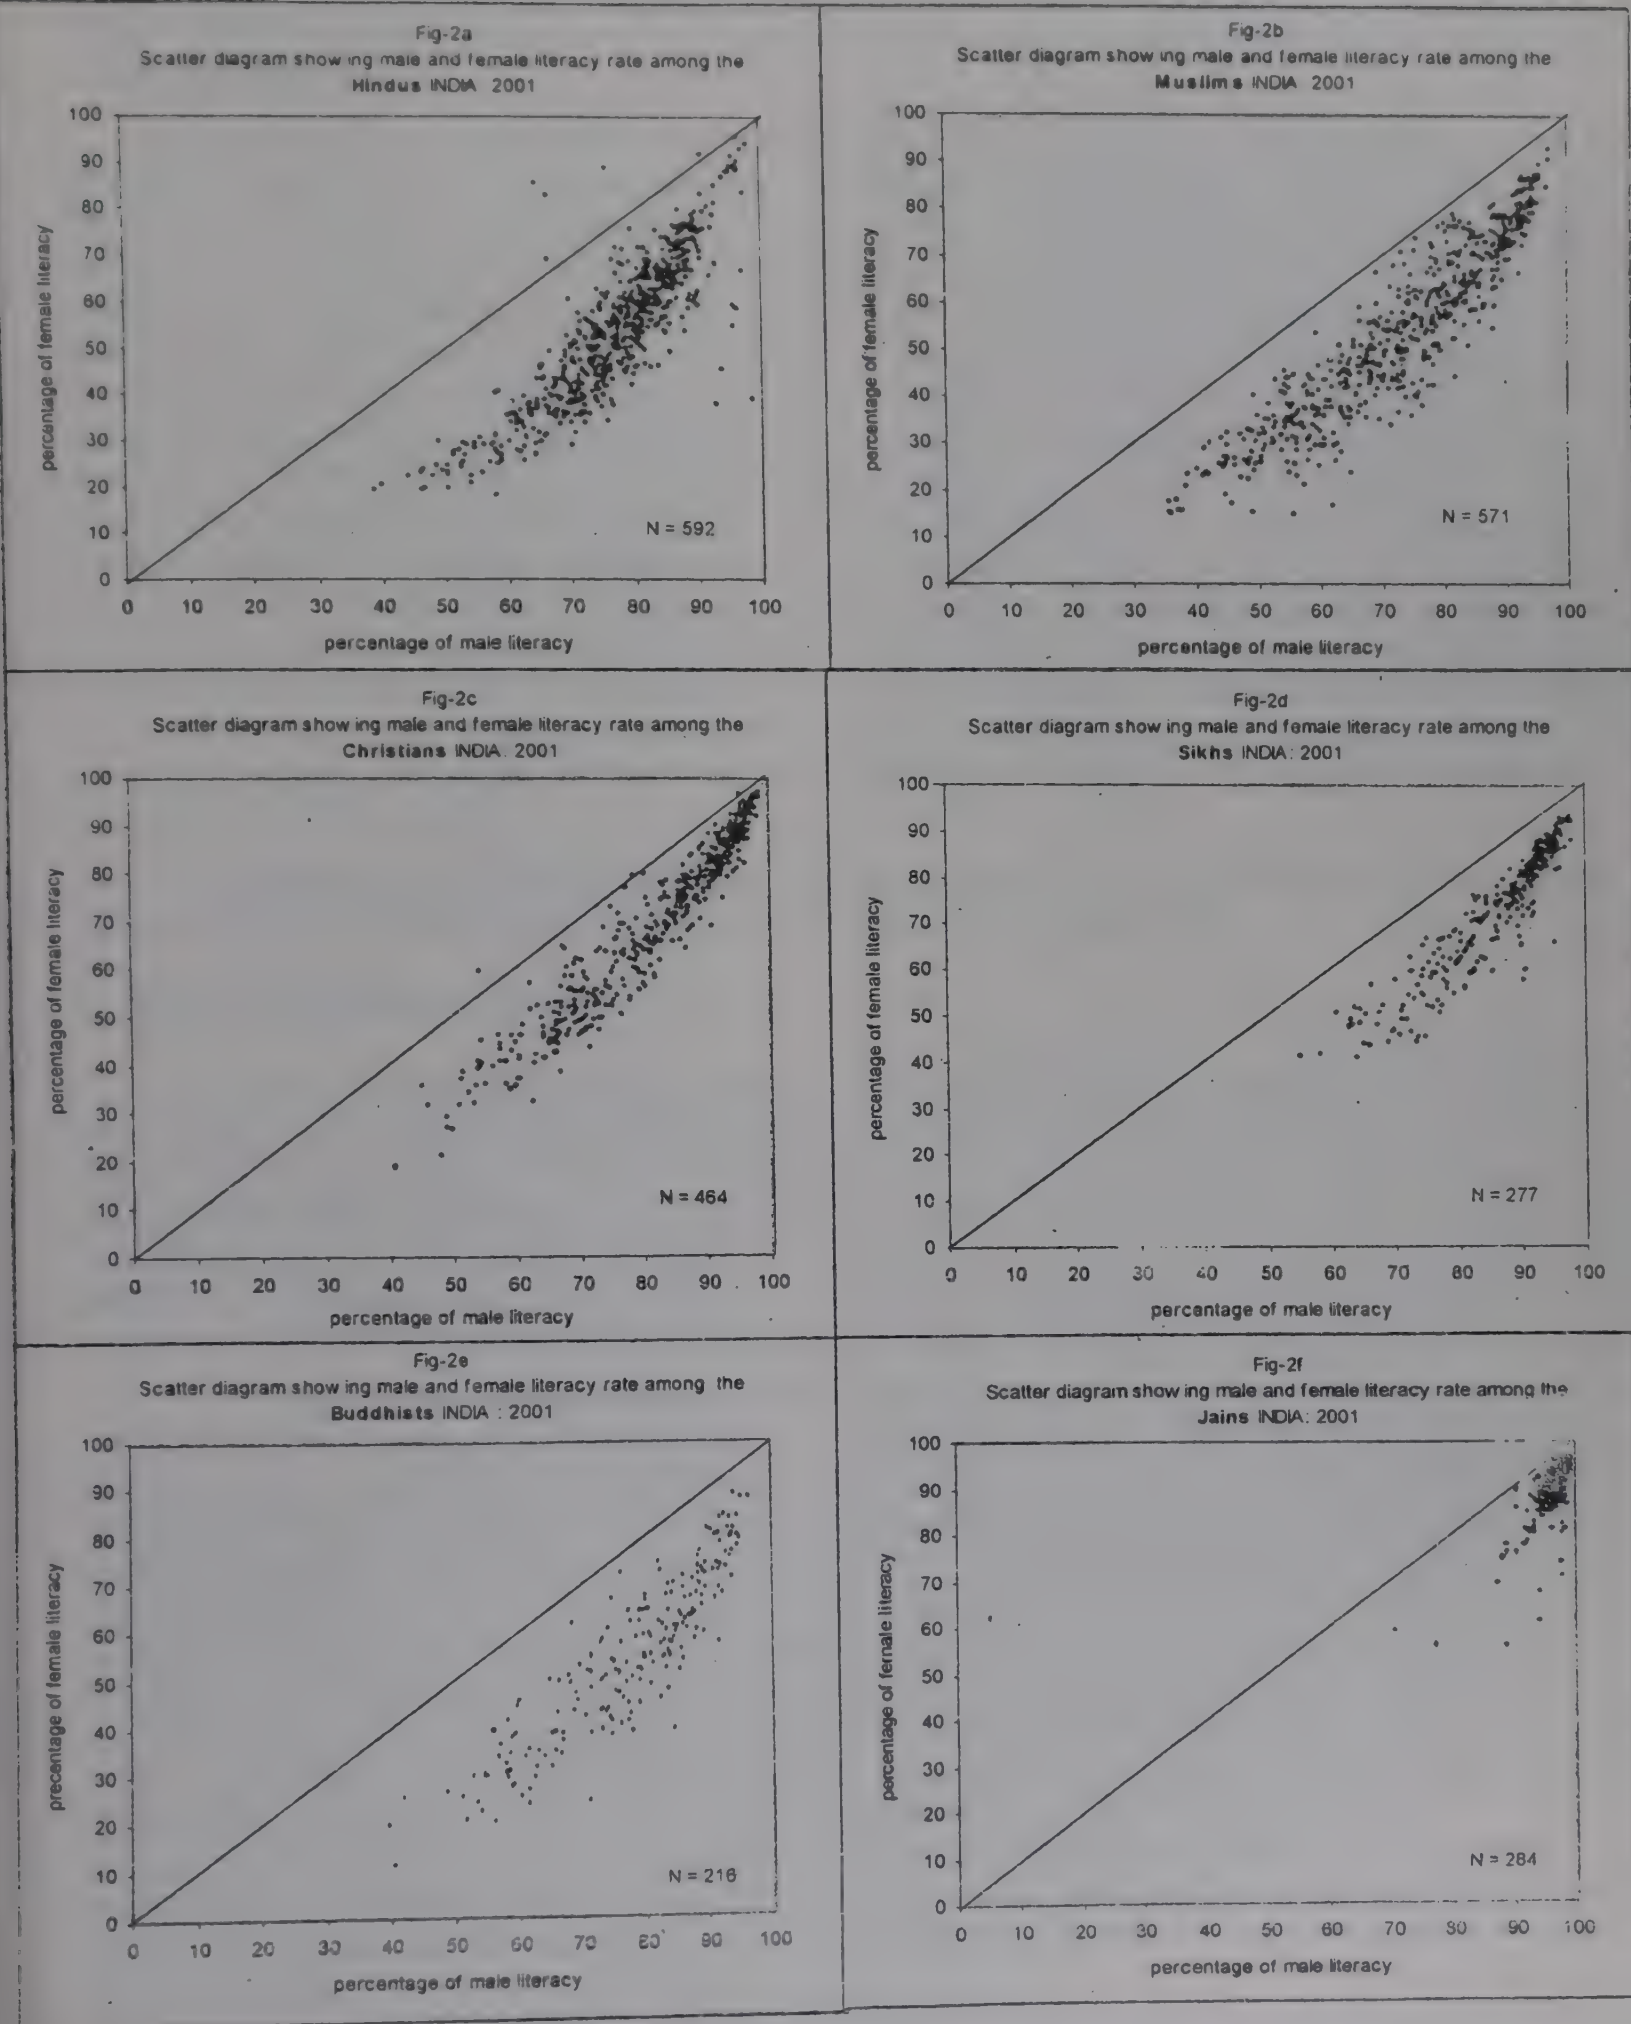 Fig-2a
Scatter diagram show ing male and female literacy rate among the
Hindus INDIA 2001
100
90
80
70
60
50
40
30
20
10
0
percentage of female literacy
N = 592
0 10 20 30 40 50 60 70 80 90 100
percentage of male literacy
Fig-2b
Scatter diagram show ing male and female literacy rate among the
Muslims INDIA 2001
100
90
80
70
60
50
40
30
20
10
0
percentage of female literacy
N = 571
0 10 20 30 40 50 60 70 80 90 100
percentage of male literacy
Fig-2c
Scatter diagram show ing male and female literacy rate among the
Christians INDIA. 2001
100
90
80
70
60
50
40
30
20
10
0
percentage of female literacy
N = 464
0 10 20 30 40 50 60 70 80 90 100
percentage of male literacy
Fig-2d
Scatter diagram show ing male and female literacy rate among the
Sikhs INDIA: 2001
100
90
80
70
60
50
40
30
20
10
0
percentage of female literacy
N = 277
0 10 20 30 40 50 60 70 80 90 100
percentage of male literacy
Fig-2e
Scatter diagram show ing male and female literacy rate among the
Buddhists INDIA : 2001
100
90
80
70
60
50
40
30
20
10
0
precentage of female literacy
N = 216
0 10 20 30 40 50 60 70 80 90 100
percentage of male literacy
Fig-2f
Scatter diagram show ing male and female literacy rate among the
Jains INDIA: 2001
100
90
80
70
60
50
40
30
20
10
0
percentage of female literacy
N = 284
0 10 20 30 40 50 60 70 80 90 100
percentage of male literacy